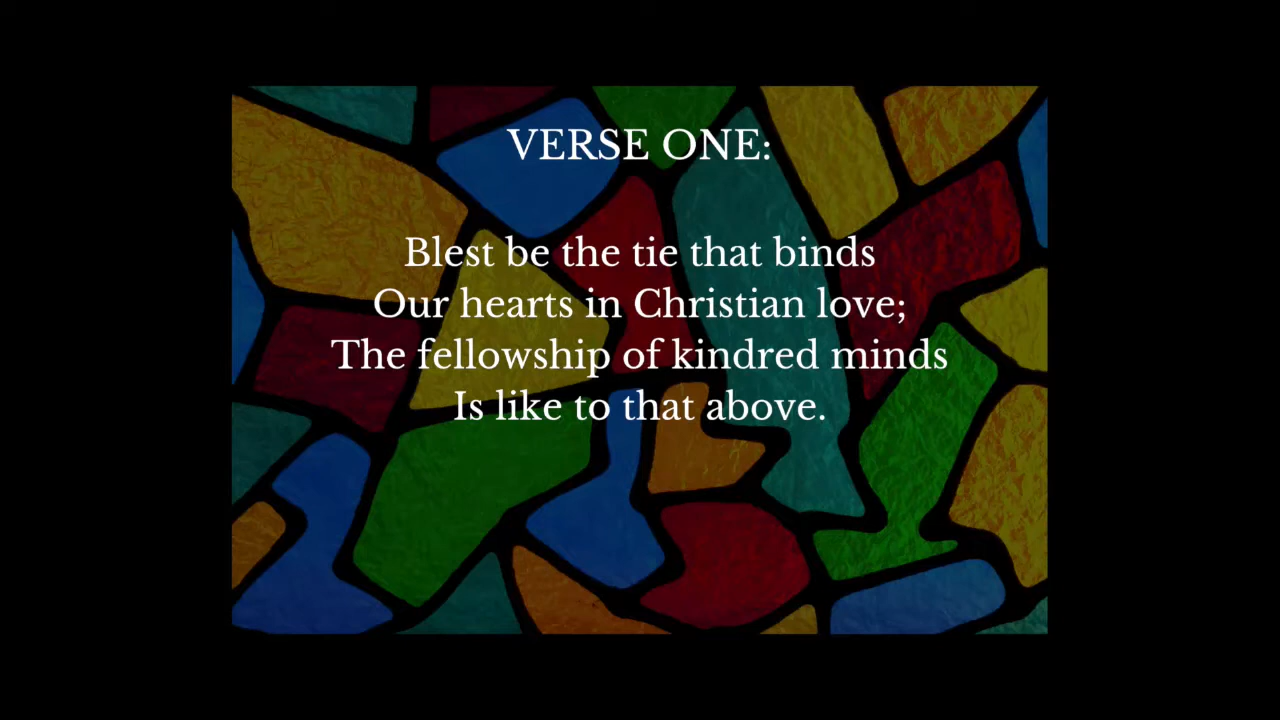 VERSE ONE:
Blest be the tie that binds
Our hearts in Christian love;
The fellowship of kindred minds
Is like to that above.